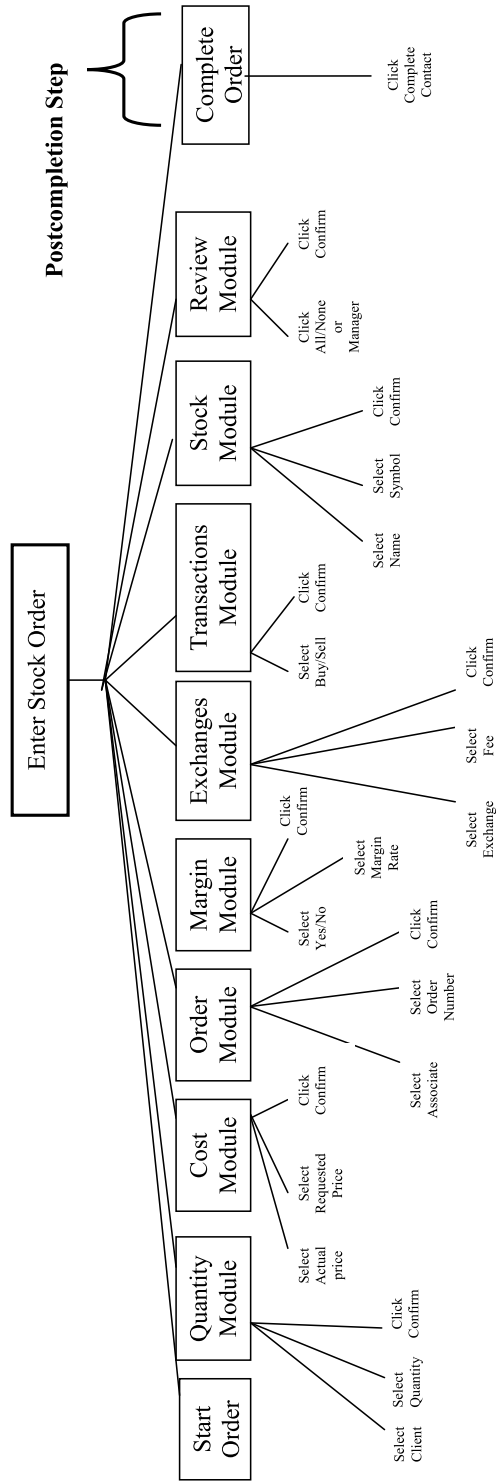 Postcompletion Step
Enter Stock Order
Start
Order
Quantity
Module
Cost
Module
Order
Module
Margin
Module
Exchanges
Module
Transactions
Module
Stock
Module
Review
Module
Complete
Order
Select
Client
Select
Quantity
Click
Confirm
Select
Actual
price
Select
Requested
Price
Click
Confirm
Select
Associate
Select
Order
Number
Click
Confirm
Select
Yes/No
Select
Margin
Rate
Click
Confirm
Select
Exchange
Select
Fee
Click
Confirm
Select
Buy/Sell
Click
Confirm
Select
Name
Select
Symbol
Click
Confirm
Click
All/None
or
Manager
Click
Confirm
Click
Complete
Contact